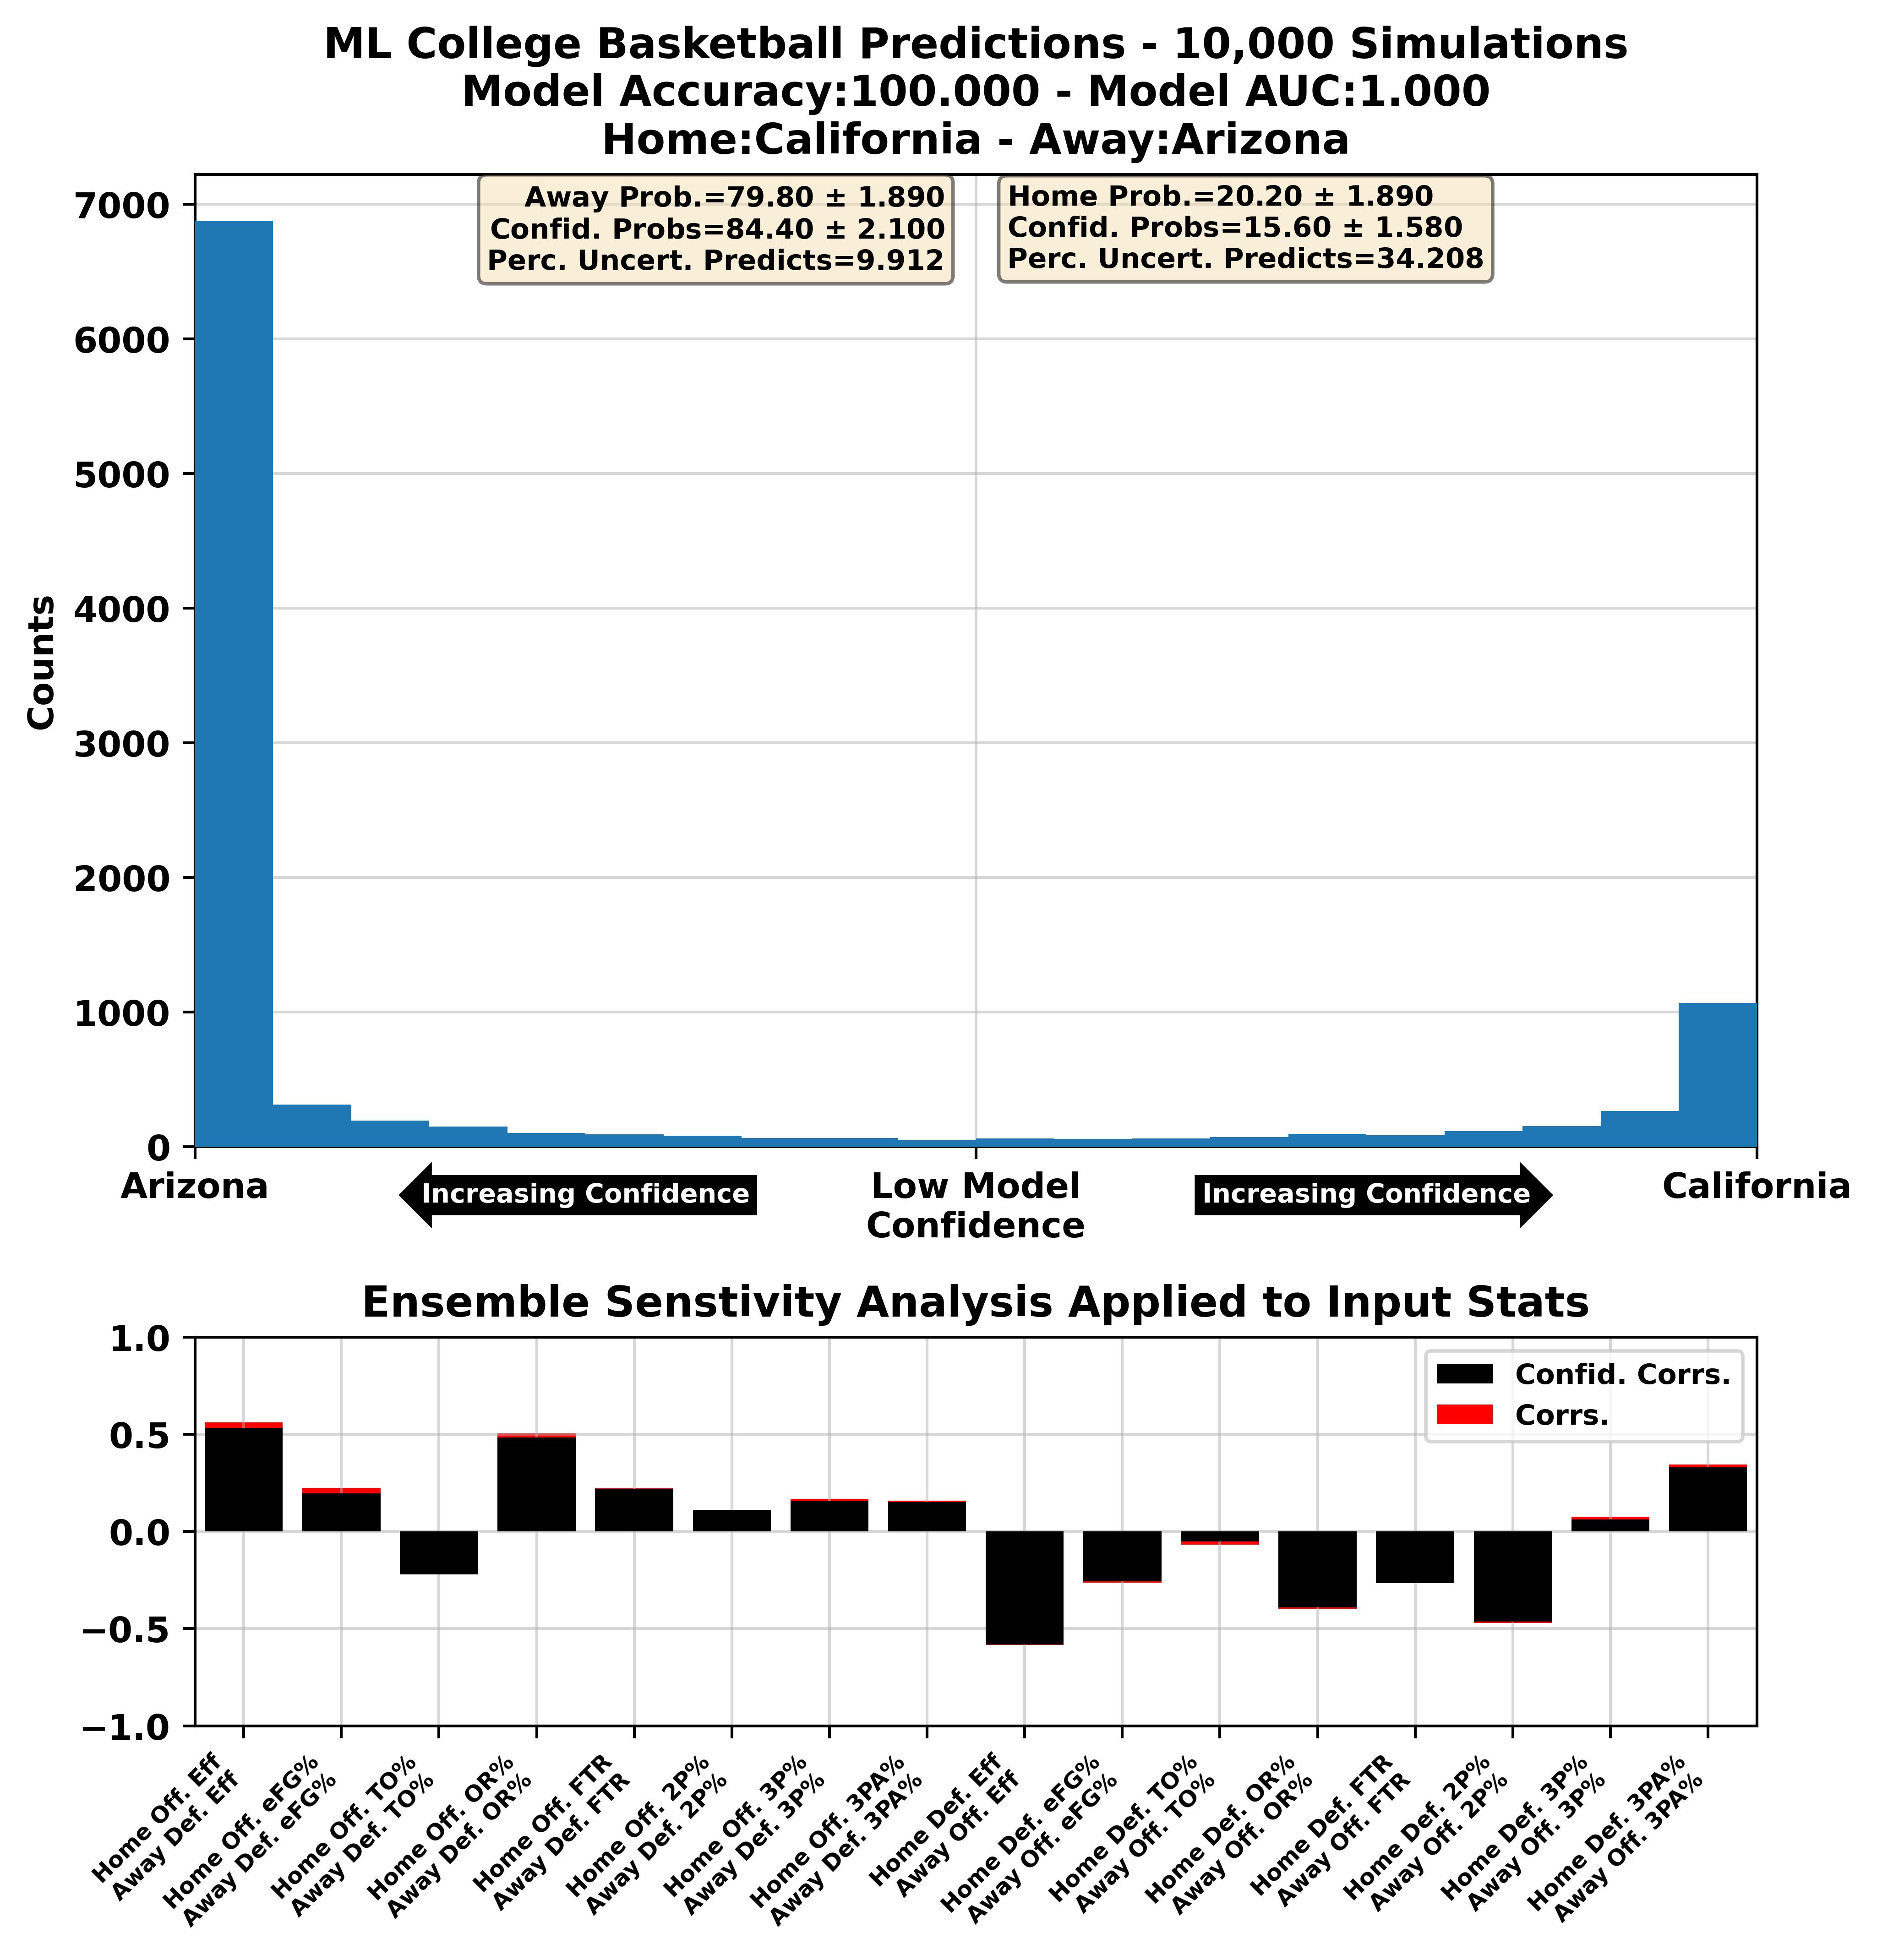 ML College Basketball Predictions - 10,000 Simulations
Model Accuracy:100.000 - Model AUC:1.000
Home:California - Away:Arizona
Away Prob.=79.80 ± 1.890
Confid. Probs=84.40 ± 2.100
Perc. Uncert. Predicts=9.912
Home Prob.=20.20 ± 1.890
Confid. Probs=15.60 ± 1.580
Perc. Uncert. Predicts=34.208
7000
6000
5000
4000
3000
2000
1000
0
Counts
Arizona
Increasing Confidence
Low Model
Confidence
Increasing Confidence
California
Ensemble Senstivity Analysis Applied to Input Stats
1.0
0.5
0.0
−0.5
−1.0
Confid. Corrs.
Corrs.
Home Off. Eff
Away Def. Eff
Home Off. eFG%
Away Def. eFG%
Home Off. TO%
Away Def. TO%
Home Off. OR%
Away Def. OR%
Home Off. FTR
Away Def. FTR
Home Off. 2P%
Away Def. 2P%
Home Off. 3P%
Away Def. 3P%
Home Off. 3PA%
Away Def. 3PA%
Home Def. Eff
Away Off. Eff
Home Def. eFG%
Away Off. eFG%
Home Def. TO%
Away Off. TO%
Home Def. OR%
Away Off. OR%
Home Def. FTR
Away Off. FTR
Home Def. 2P%
Away Off. 2P%
Home Def. 3P%
Away Off. 3P%
Home Def. 3PA%
Away Off. 3PA%